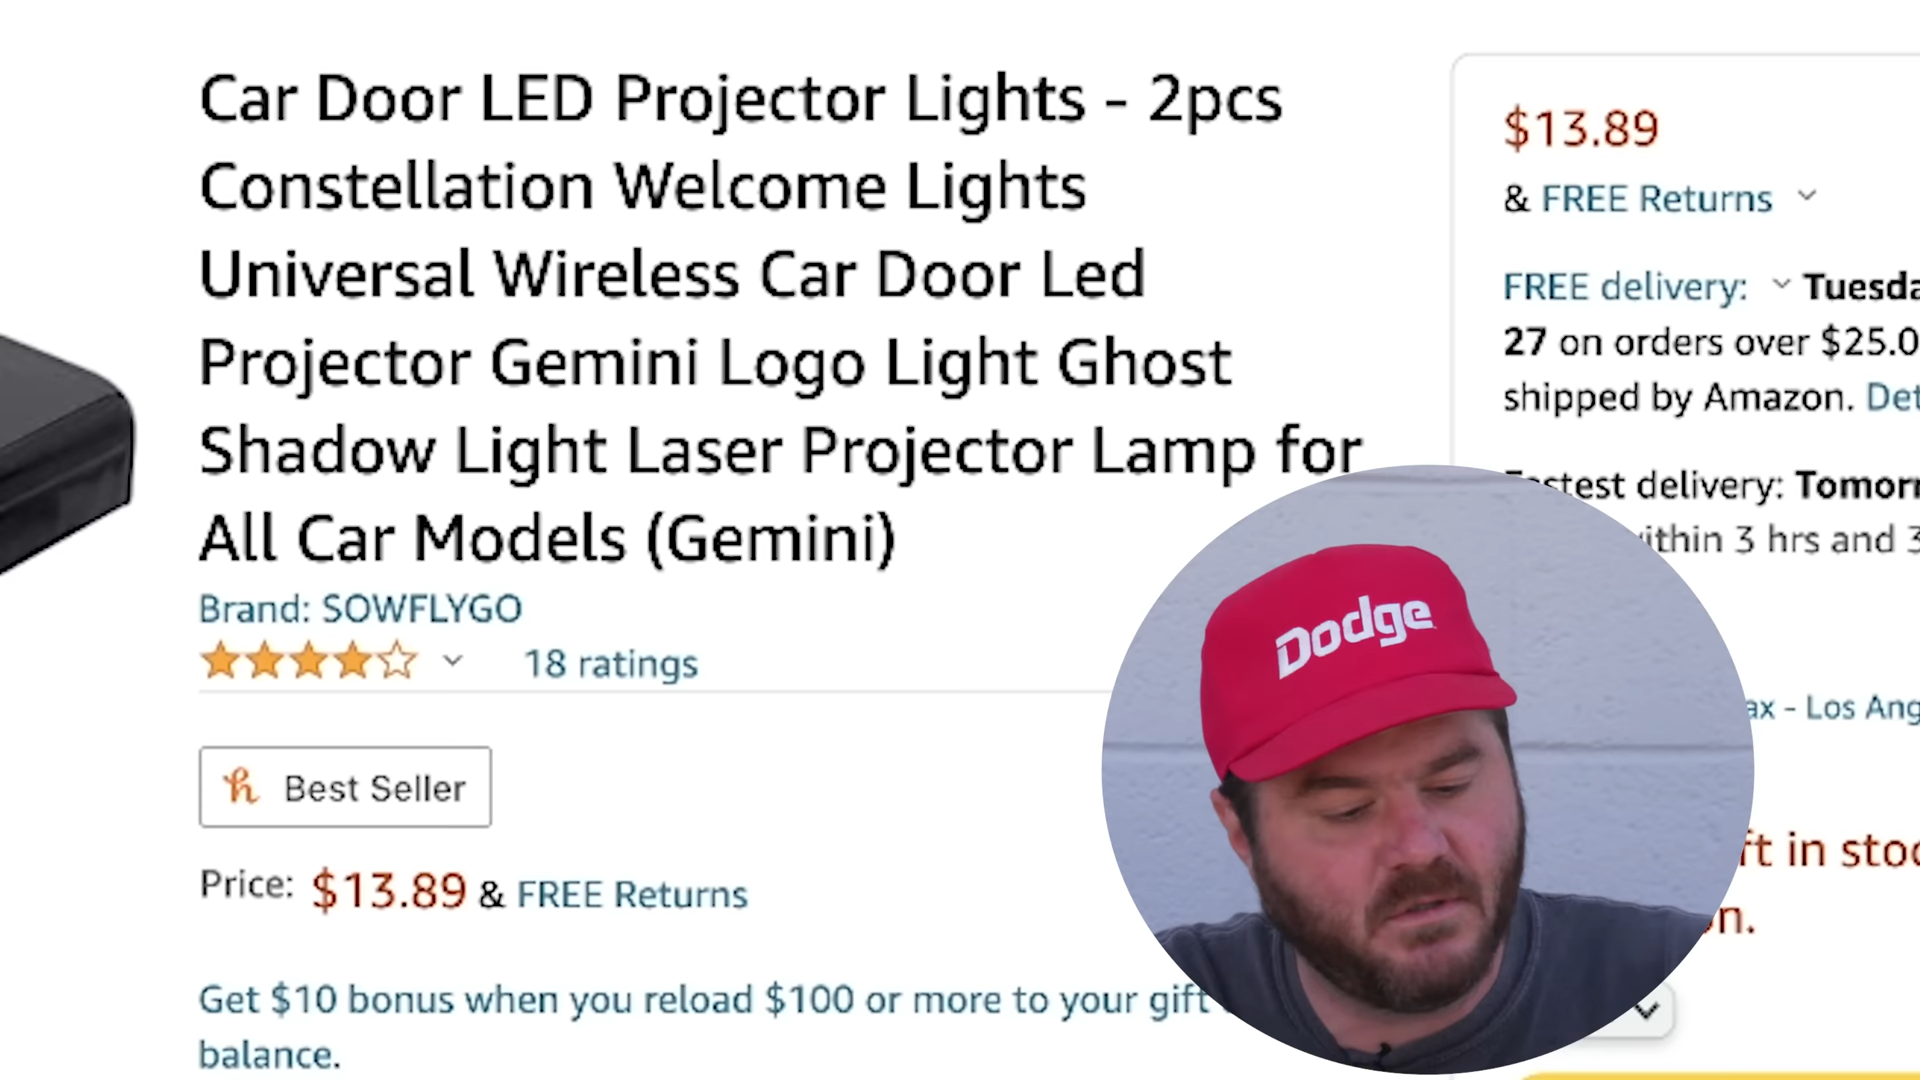 Car Door LED Projector Lights - 2pcs
Constellation Welcome Lights
Universal Wireless Car Door Led
Projector Gemini Logo Light Ghost
Shadow Light Laser Projector Lamp for
All Car Models (Gemini)
Brand: SOWFLYGO
18 ratings
Best Seller
Price: $13.89 & FREE Returns
Get $10 bonus when you reload $100 or more to your gift
balance.
$13.89
& FREE Returns
FREE delivery:
27 on orders over
shipped by Amazon.
delivery:
3 hrs and
- Los
in
Dodge